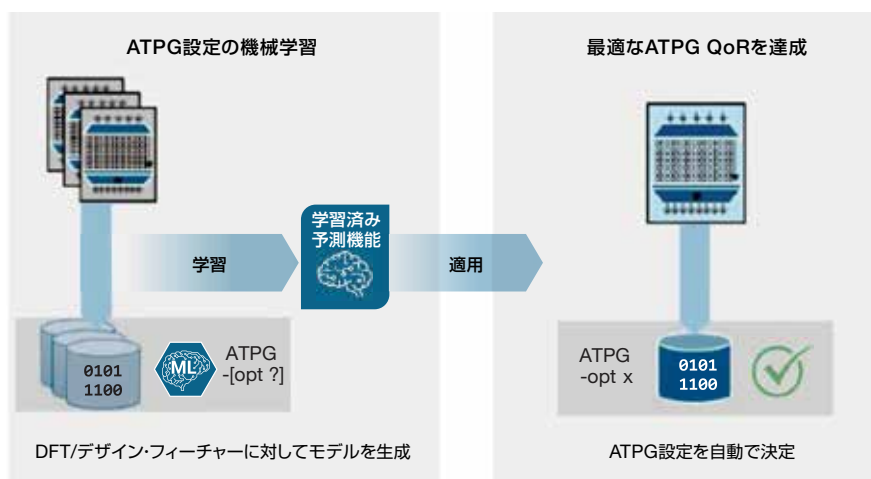 ATPG設定の機械学習
最適なATPG QoRを達成
学習
学習済み
予測機能
適用
0101
1100
ML
ATPG
-[opt ?]
ATPG
-opt x
0101
1100
DFT/デザイン・フィーチャーに対してモデルを生成
ATPG設定を自動で決定